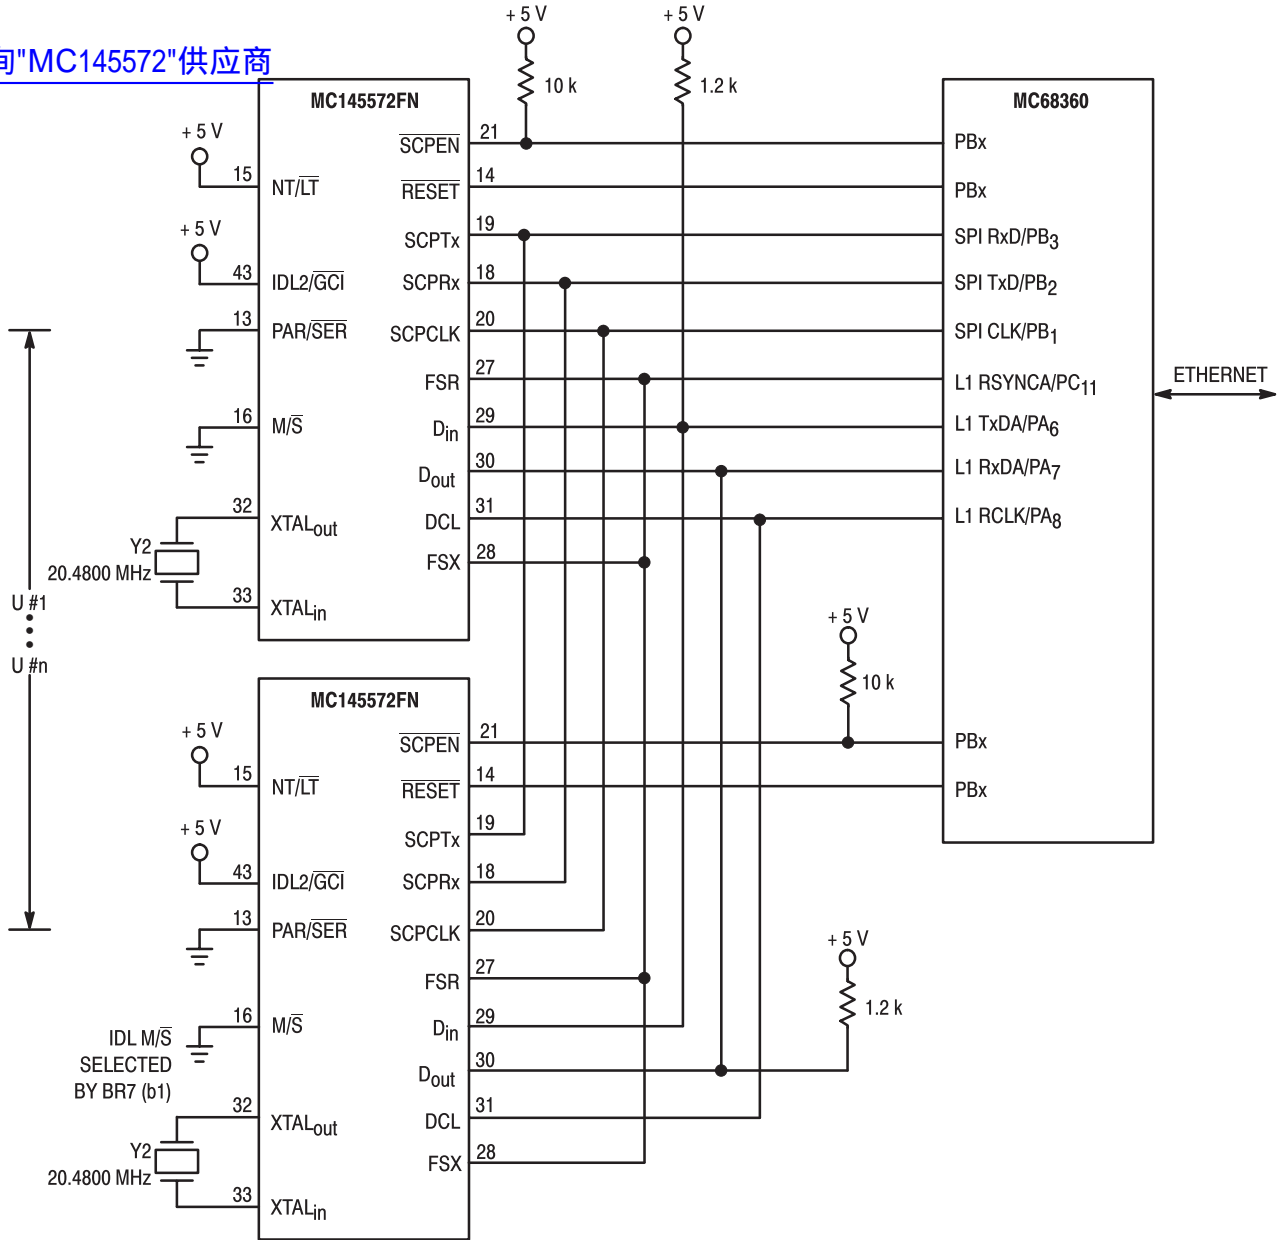 询"MC145572"供应商
+ 5 V
+ 5 V
10 k
1.2 k
MC145572FN
MC68360
+ 5 V
15
NT/LT
+ 5 V
43
IDL2/GCI
13
PAR/SER
16
M/S
32
XTALout
Y2
20.4800 MHz
33
XTALin
SCPEN
21
RESET
14
SCPTx
19
SCPRx
18
SCPCLK
20
FSR
27
Din
29
Dout
30
DCL
31
FSX
28
PBx
PBx
SPI RxD/PB3
SPI TxD/PB2
SPI CLK/PB1
L1 RSYNCA/PC11
L1 TxDA/PA6
L1 RxDA/PA7
L1 RCLK/PA8
ETHERNET
U #1
U #n
+ 5 V
10 k
MC145572FN
+ 5 V
15
NT/LT
+ 5 V
43
IDL2/GCI
13
PAR/SER
16
M/S
IDL M/S
SELECTED
BY BR7 (b1)
32
XTALout
Y2
20.4800 MHz
33
XTALin
SCPEN
21
RESET
14
SCPTx
19
SCPRx
18
SCPCLK
20
FSR
27
Din
29
Dout
30
DCL
31
FSX
28
PBx
PBx
+ 5 V
1.2 k